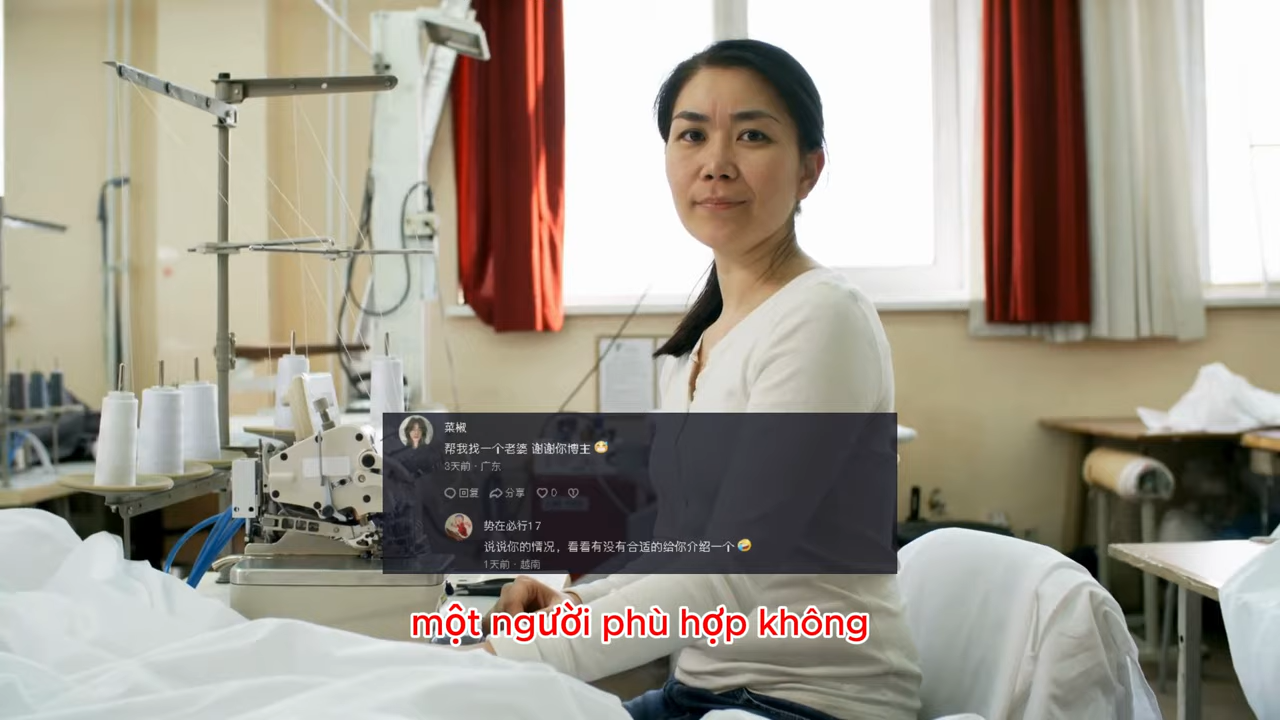 菜椒
帮我找一个老婆 谢谢你博主
3天前 · 广东
回复 分享 0
势在必行17
说说你的情况，看看有没有合适的给你介绍一个
1天前 · 越南
một người phù hợp không